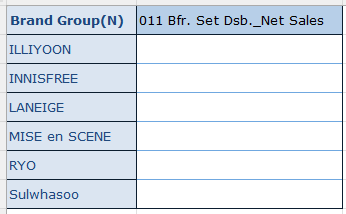 Brand Group(N) 011 Bfr. Set Dsb._Net Sales
ILLIYOON
INNISFREE
LANEIGE
MISE en SCENE
RYO
Sulwhasoo